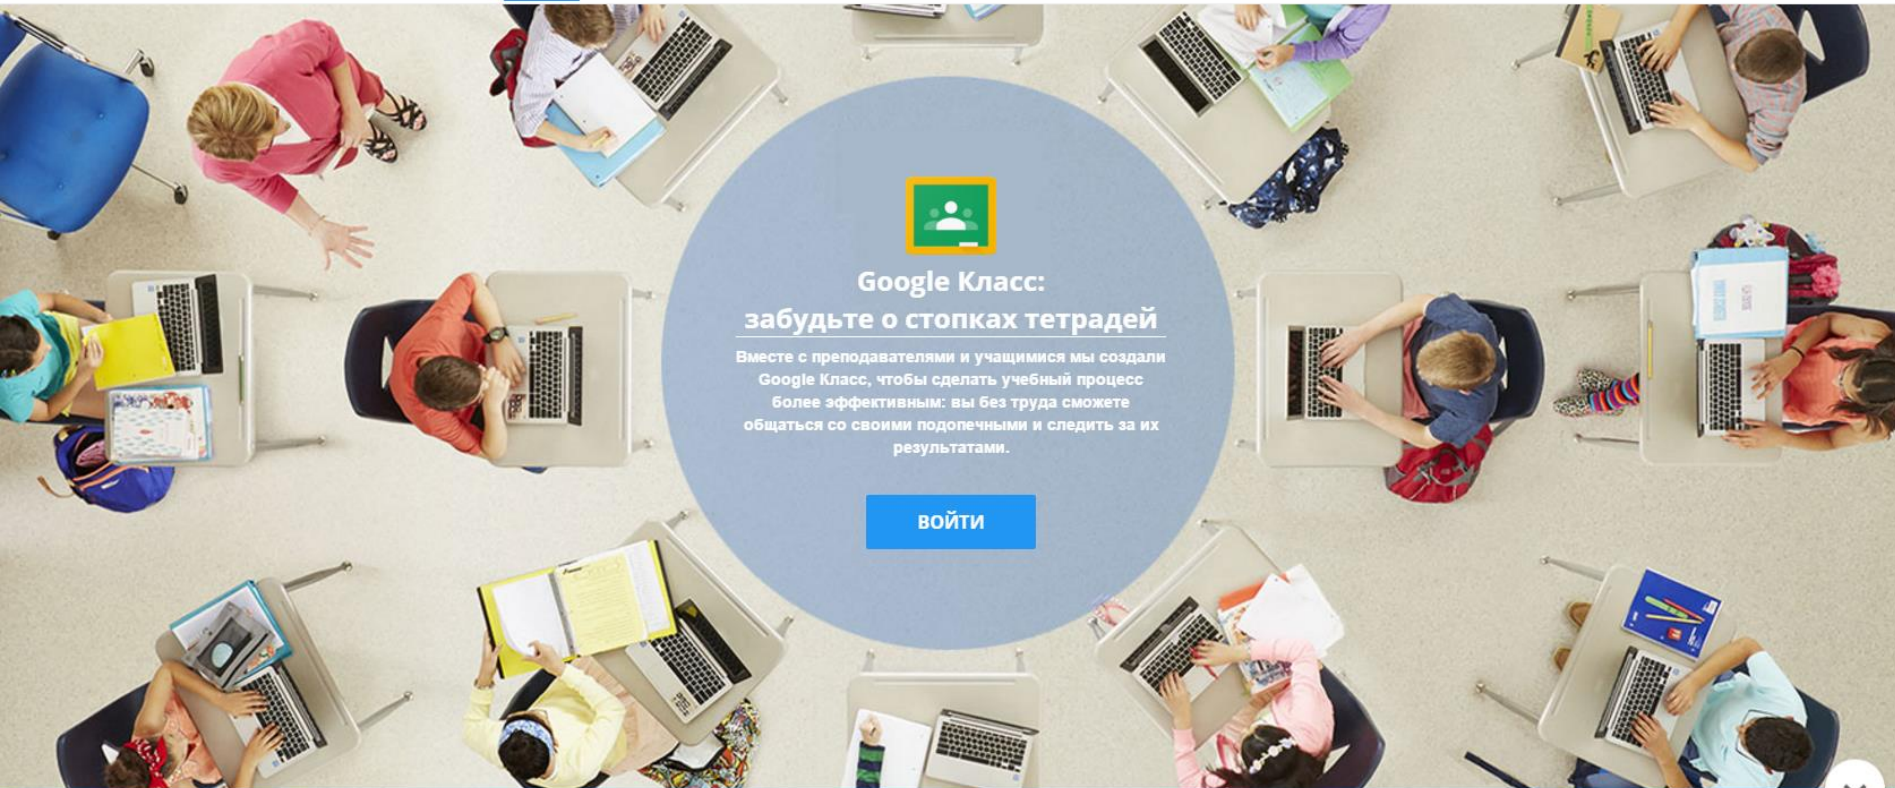 Google Класс:
забудьте о стопках тетрадей
Вместе с преподавателями и учащимися мы создали
Google Класс, чтобы сделать учебный процесс
более эффективным: вы без труда сможете
общаться со своими подопечными и следить за их
результатами.
ВОЙТИ